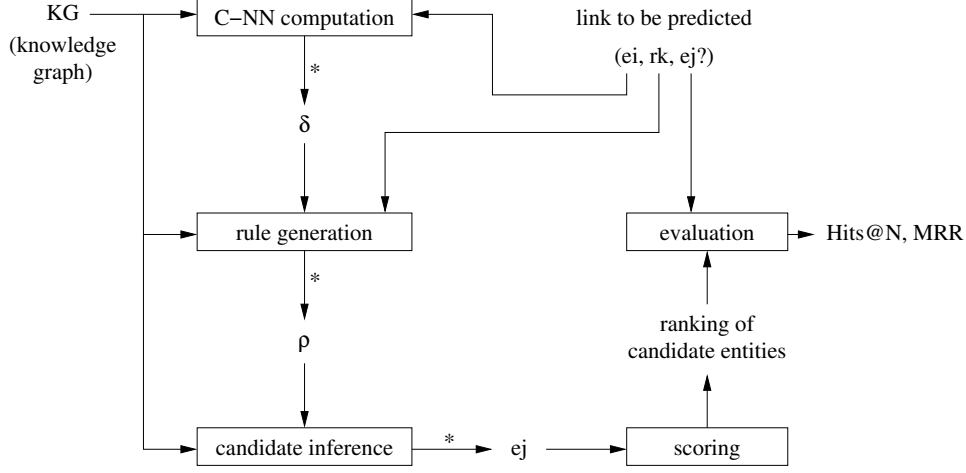 KG
(knowledge
graph)
C−NN computation
link to be predicted
(ei, rk, ej?)
*
δ
rule generation
evaluation
Hits@N, MRR
*
ρ
ranking of
candidate entities
candidate inference
*
ej
scoring